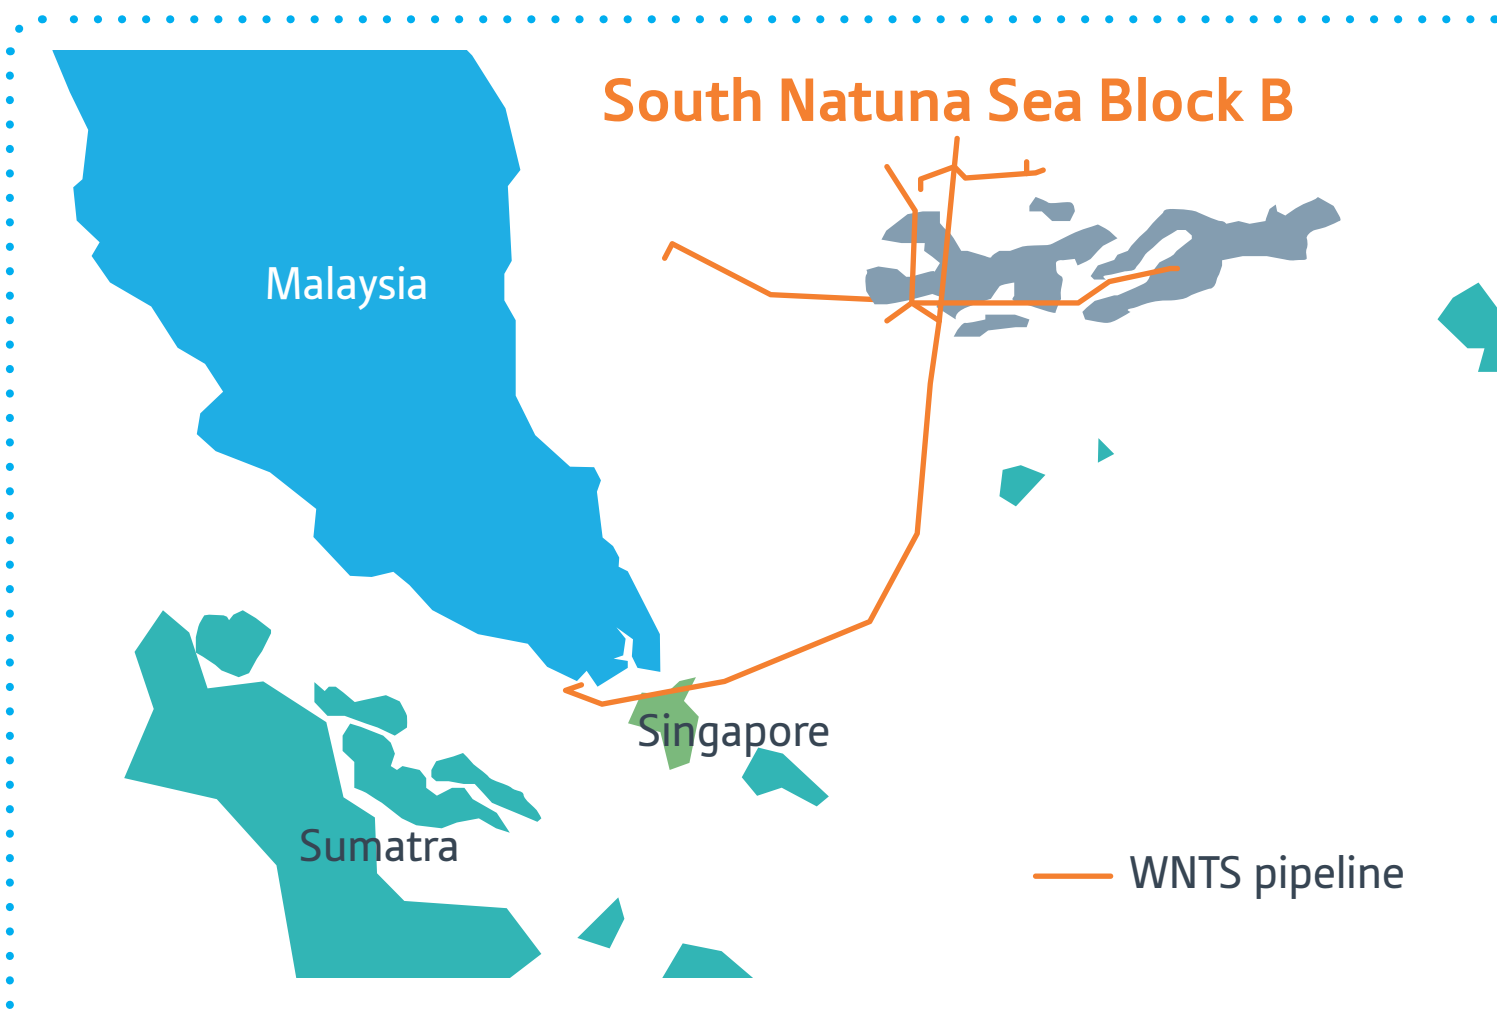 South Natuna Sea Block B
Malaysia
Singapore
Sumatra
WNTS pipeline